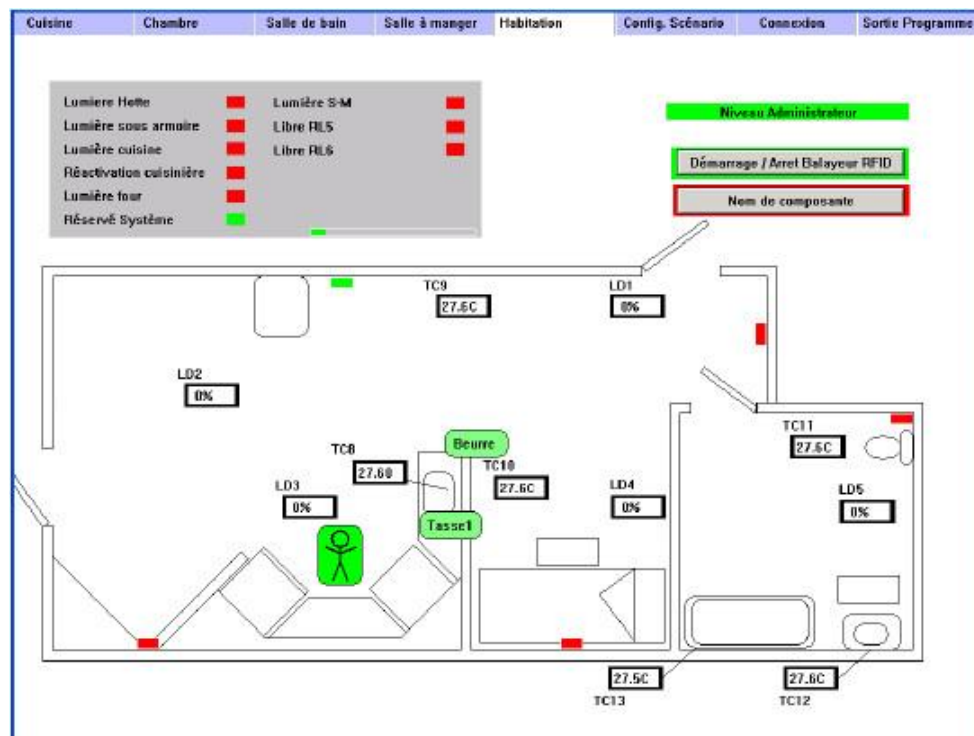 Cuisine Chambre Salle de bain Salle à manger Habitation Config. Scénario Connexion Sortie Programme
Lumiere Hotte
Lumière S-M
Lumière sous armoire
Libre RL5
Lumière cuisine
Libre RL6
Réactivation cuisinière
Lumière four
Réservé Système
Niveau Administrateur
Démarrage / Arret Balayeur RFID
Nom de composante
TC9
27.6C
LD1
0%
LD2
0%
TC11
27.6C
Beurre
TC8
27.60
TC10
27.6C
LD3
0%
LD4
0%
LD5
0%
Tasse1
27.5C
TC13
27.6C
TC12